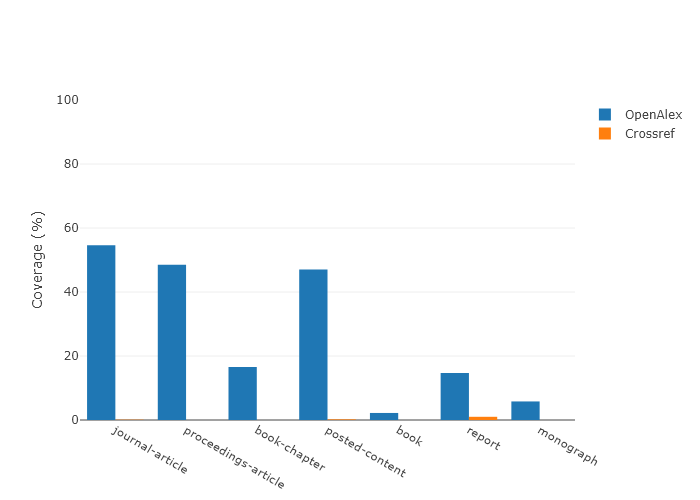 100
80
60
40
20
0
Coverage (%)
journal-article
proceedings-article
book-chapter
posted-content
book
report
monograph
OpenAlex
Crossref